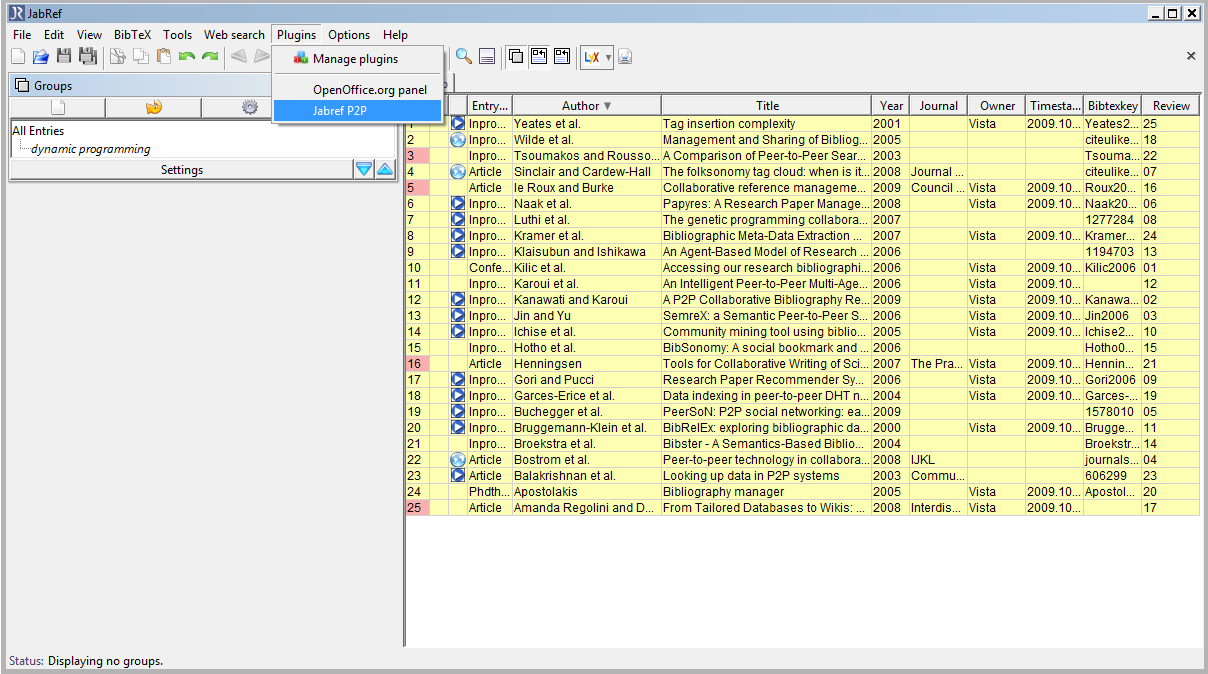 JabRef
File Edit View BibTeX Tools Web search Plugins Options Help
Manage plugins
OpenOffice.org panel
Jabref P2P
Groups
All Entries
dynamic programming
Settings
Entry... Author Title Year Journal Owner Timesta... Bibtexkey Review
1 Inpro... Yeates et al. Tag insertion complexity 2001 Vista 2009.10... Yeates2... 25
2 Inpro... Wilde et al. Management and Sharing of Bibliog... 2005 citeulike... 18
3 Inpro... Tsoumakos and Rousso... A Comparison of Peer-to-Peer Sear... 2003 Tsouma... 22
4 Article Sinclair and Cardew-Hall The folksonomy tag cloud: when is it... 2008 Journal ... citeulike... 07
5 Article le Roux and Burke Collaborative reference manageme... 2009 Council ... Vista 2009.10... Roux20... 16
6 Inpro... Naak et al. Papyres: A Research Paper Manage... 2008 Vista 2009.10... Naak20... 06
7 Inpro... Luthi et al. The genetic programming collabora... 2007 1277284 08
8 Inpro... Kramer et al. Bibliographic Meta-Data Extraction ... 2007 Vista 2009.10... Kramer... 24
9 Inpro... Klaisubun and Ishikawa An Agent-Based Model of Research ... 2006 1194703 13
10 Confe... Kilic et al. Accessing our research bibliographi... 2006 Vista 2009.10... Kilic2006 01
11 Inpro... Karoui et al. An Intelligent Peer-to-Peer Multi-Age... 2006 Vista 2009.10... 12
12 Inpro... Kanawati and Karoui A P2P Collaborative Bibliography Re... 2009 Vista 2009.10... Kanawa... 02
13 Inpro... Jin and Yu SemreX: a Semantic Peer-to-Peer S... 2006 Vista 2009.10... Jin2006 03
14 Inpro... Ichise et al. Community mining tool using biblio... 2005 Vista 2009.10... Ichise2... 10
15 Inpro... Hotho et al. BibSonomy: A social bookmark and ... 2006 Hotho0... 15
16 Article Henningsen Tools for Collaborative Writing of Sci... 2007 The Pra... Vista 2009.10... Hennin... 21
17 Inpro... Gori and Pucci Research Paper Recommender Sy... 2006 Vista 2009.10... Gori2006 09
18 Inpro... Garces-Erice et al. Data indexing in peer-to-peer DHT n... 2004 Vista 2009.10... Garces-... 19
19 Inpro... Buchegger et al. PeerSoN: P2P social networking: ea... 2009 1578010 05
20 Inpro... Bruggemann-Klein et al. BibRelEx: exploring bibliographic da... 2000 Vista 2009.10... Brugge... 11
21 Inpro... Broekstra et al. Bibster - A Semantics-Based Biblio... 2004 Broekstr... 14
22 Article Bostrom et al. Peer-to-peer technology in collabora... 2008 IJKL journals... 04
23 Article Balakrishnan et al. Looking up data in P2P systems 2003 Commu... 606299 23
24 Phdth... Apostolakis Bibliography manager 2005 Vista 2009.10... Apostol... 20
25 Article Amanda Regolini and D... From Tailored Databases to Wikis: ... 2008 Interdis... Vista 2009.10... 17
Status: Displaying no groups.